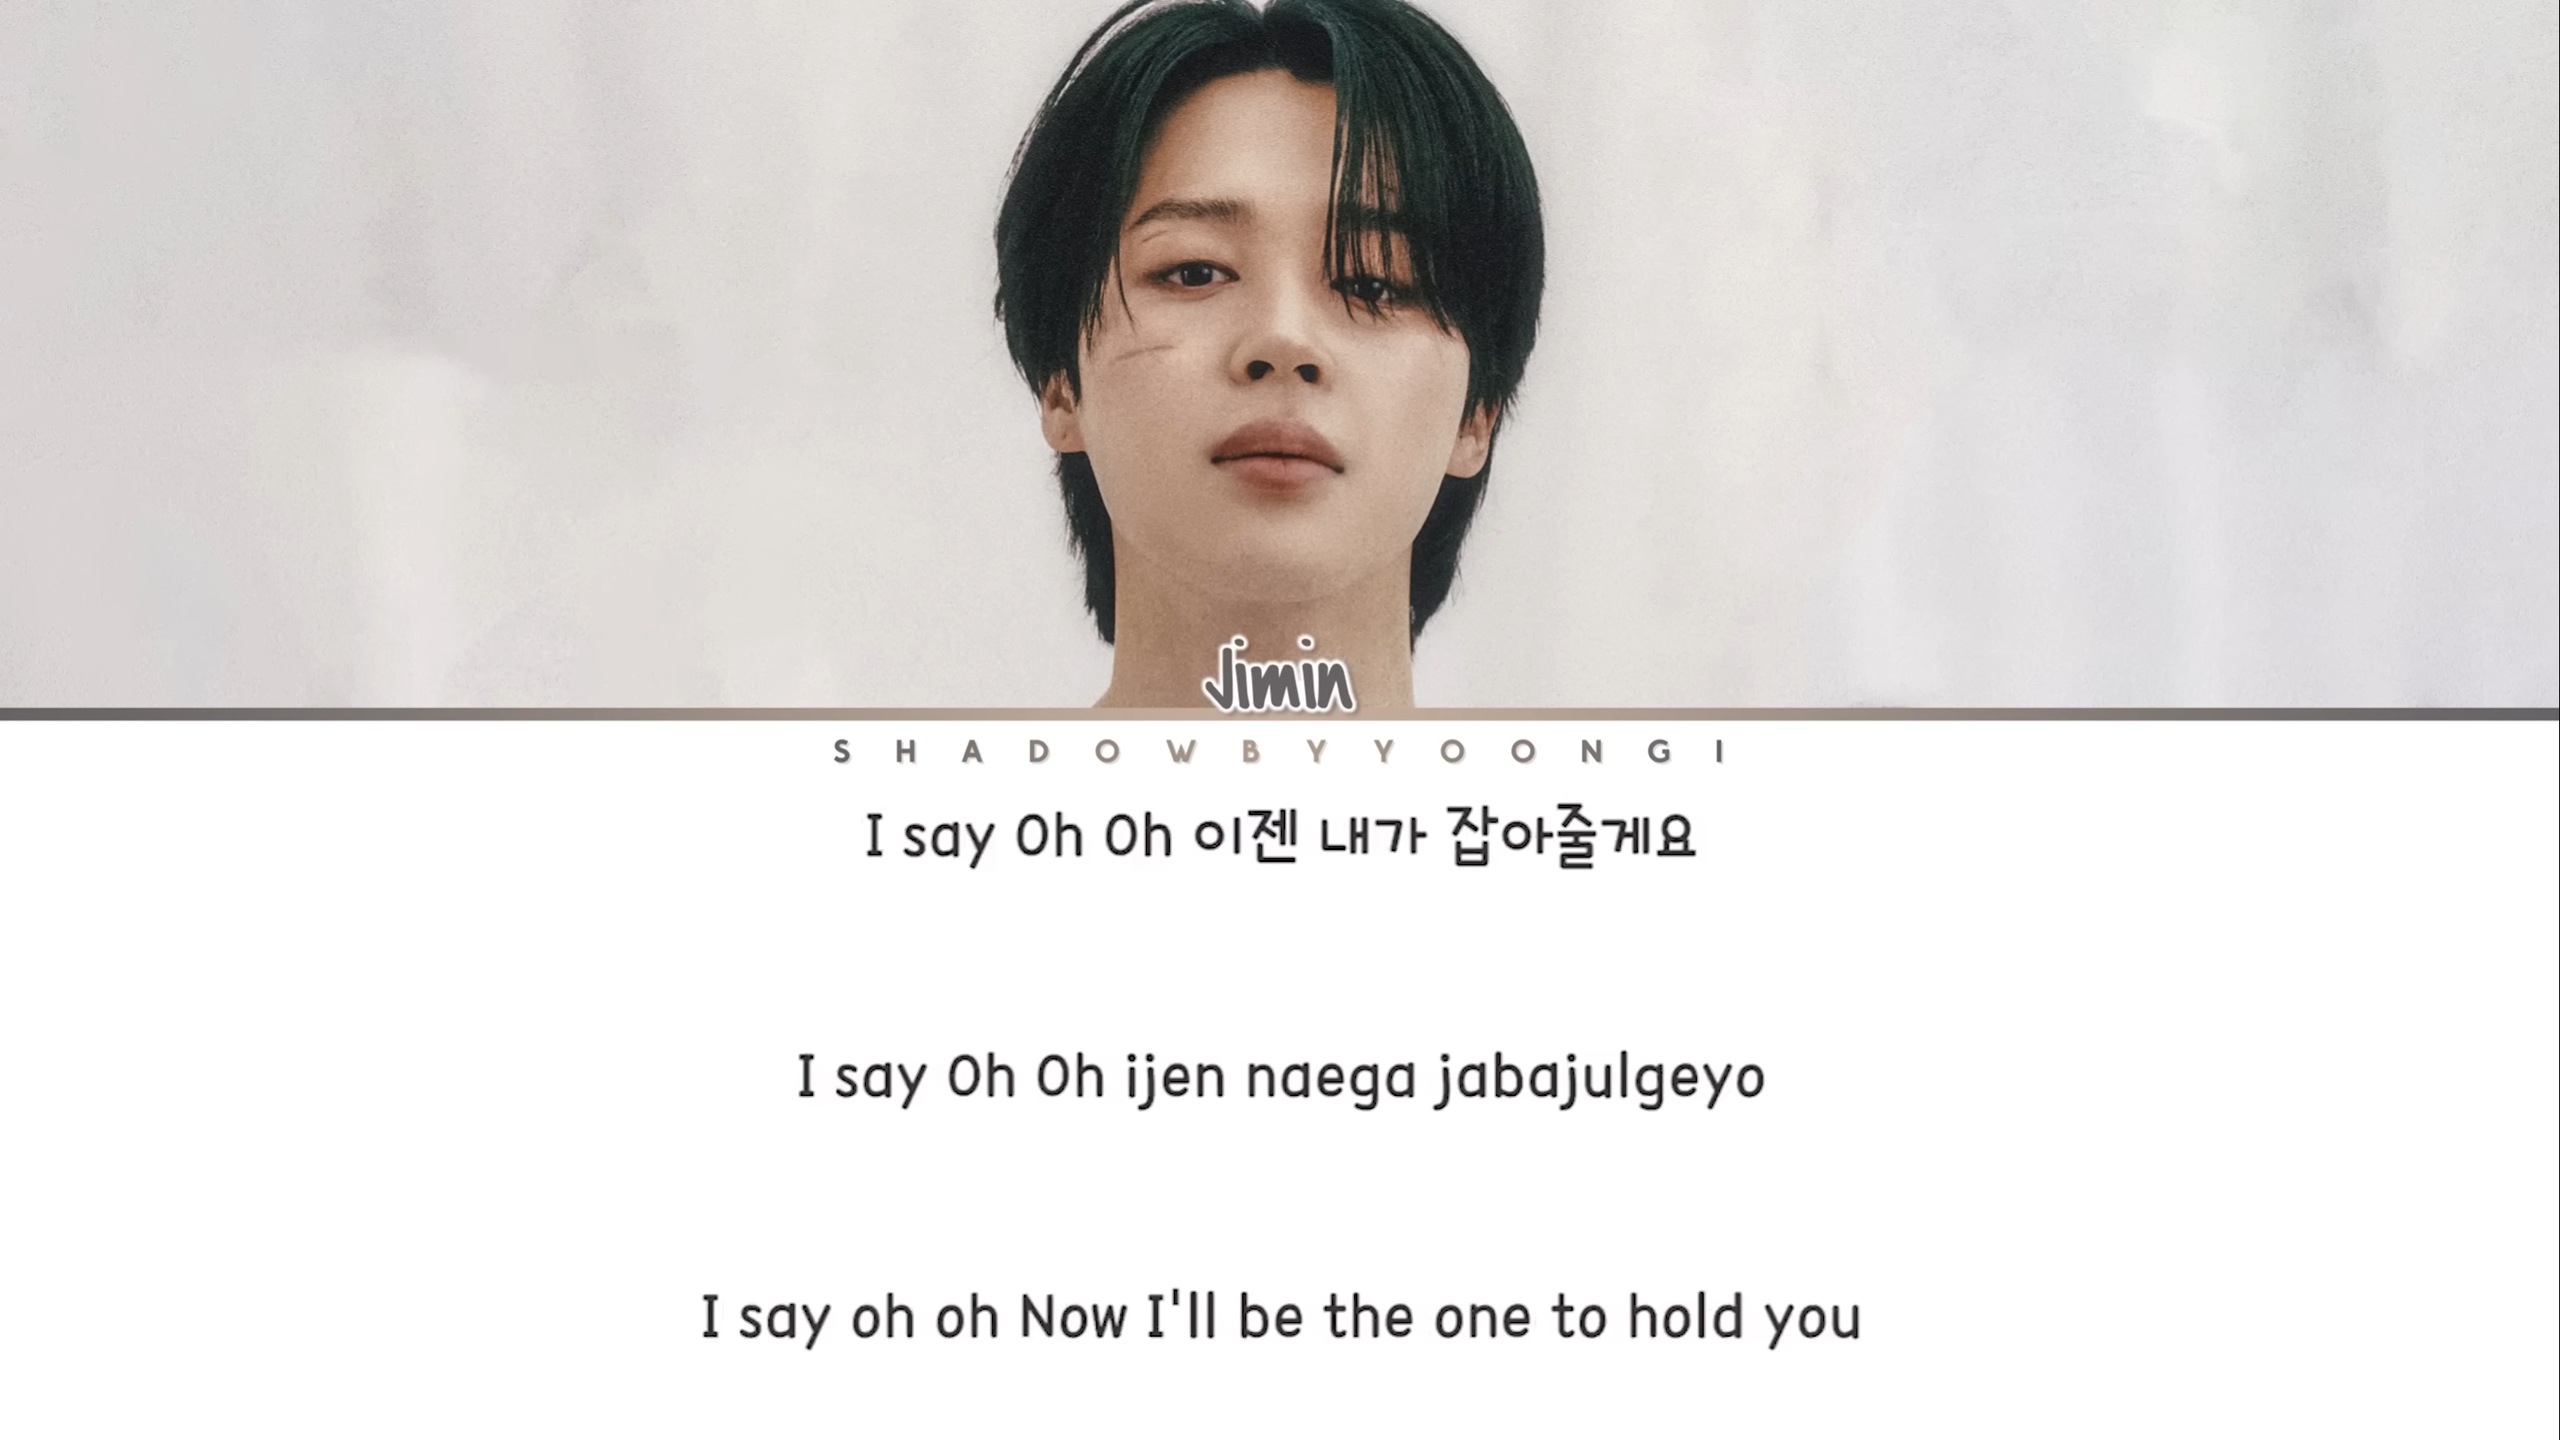 Jimin
SHADOWBYYOONGI
I say Oh Oh 이젠 내가 잡아줄게요
I say Oh Oh ijen naega jabajulgeyo
I say oh oh Now I'll be the one to hold you